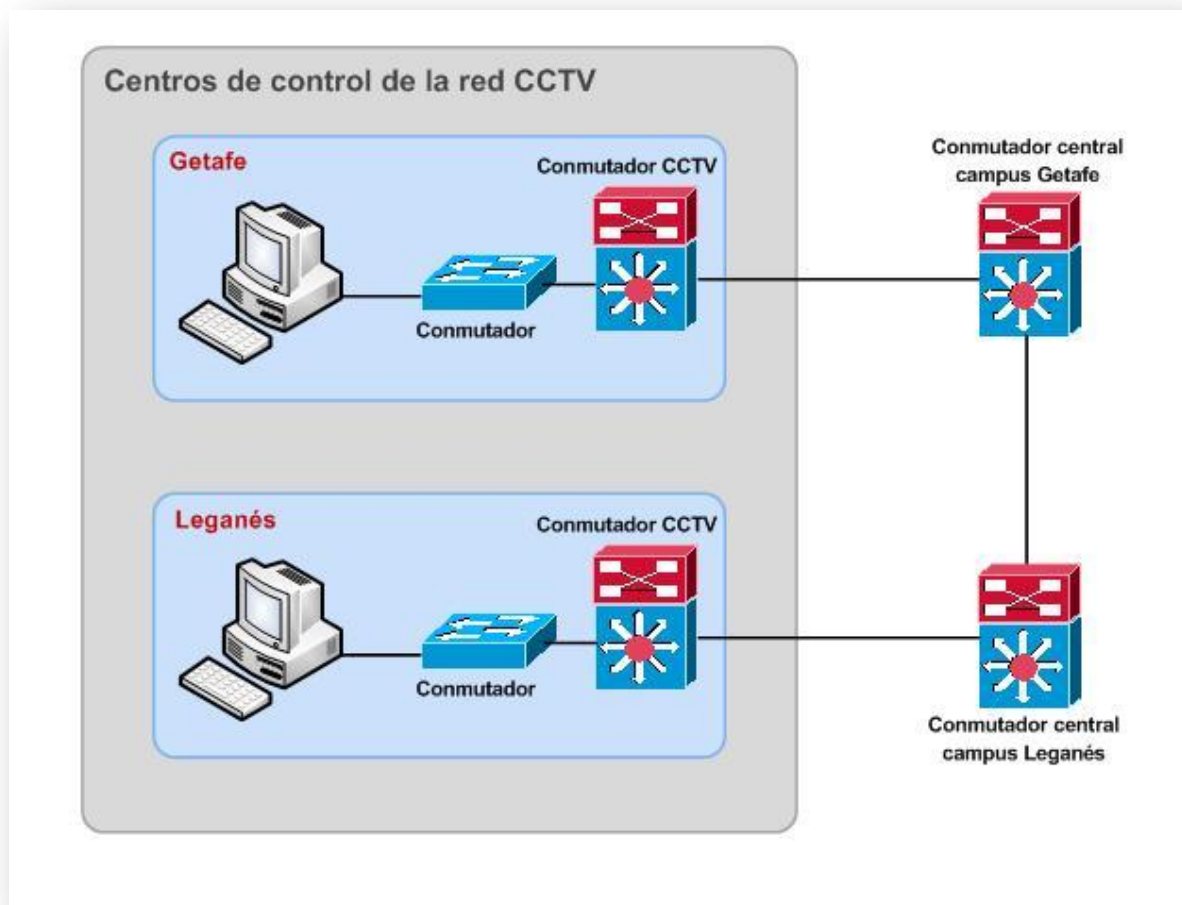 Centros de control de la red CCTV
Getafe
Conmutador CCTV
Conmutador
Conmutador central
campus Getafe
Leganés
Conmutador CCTV
Conmutador
Conmutador central
campus Leganés